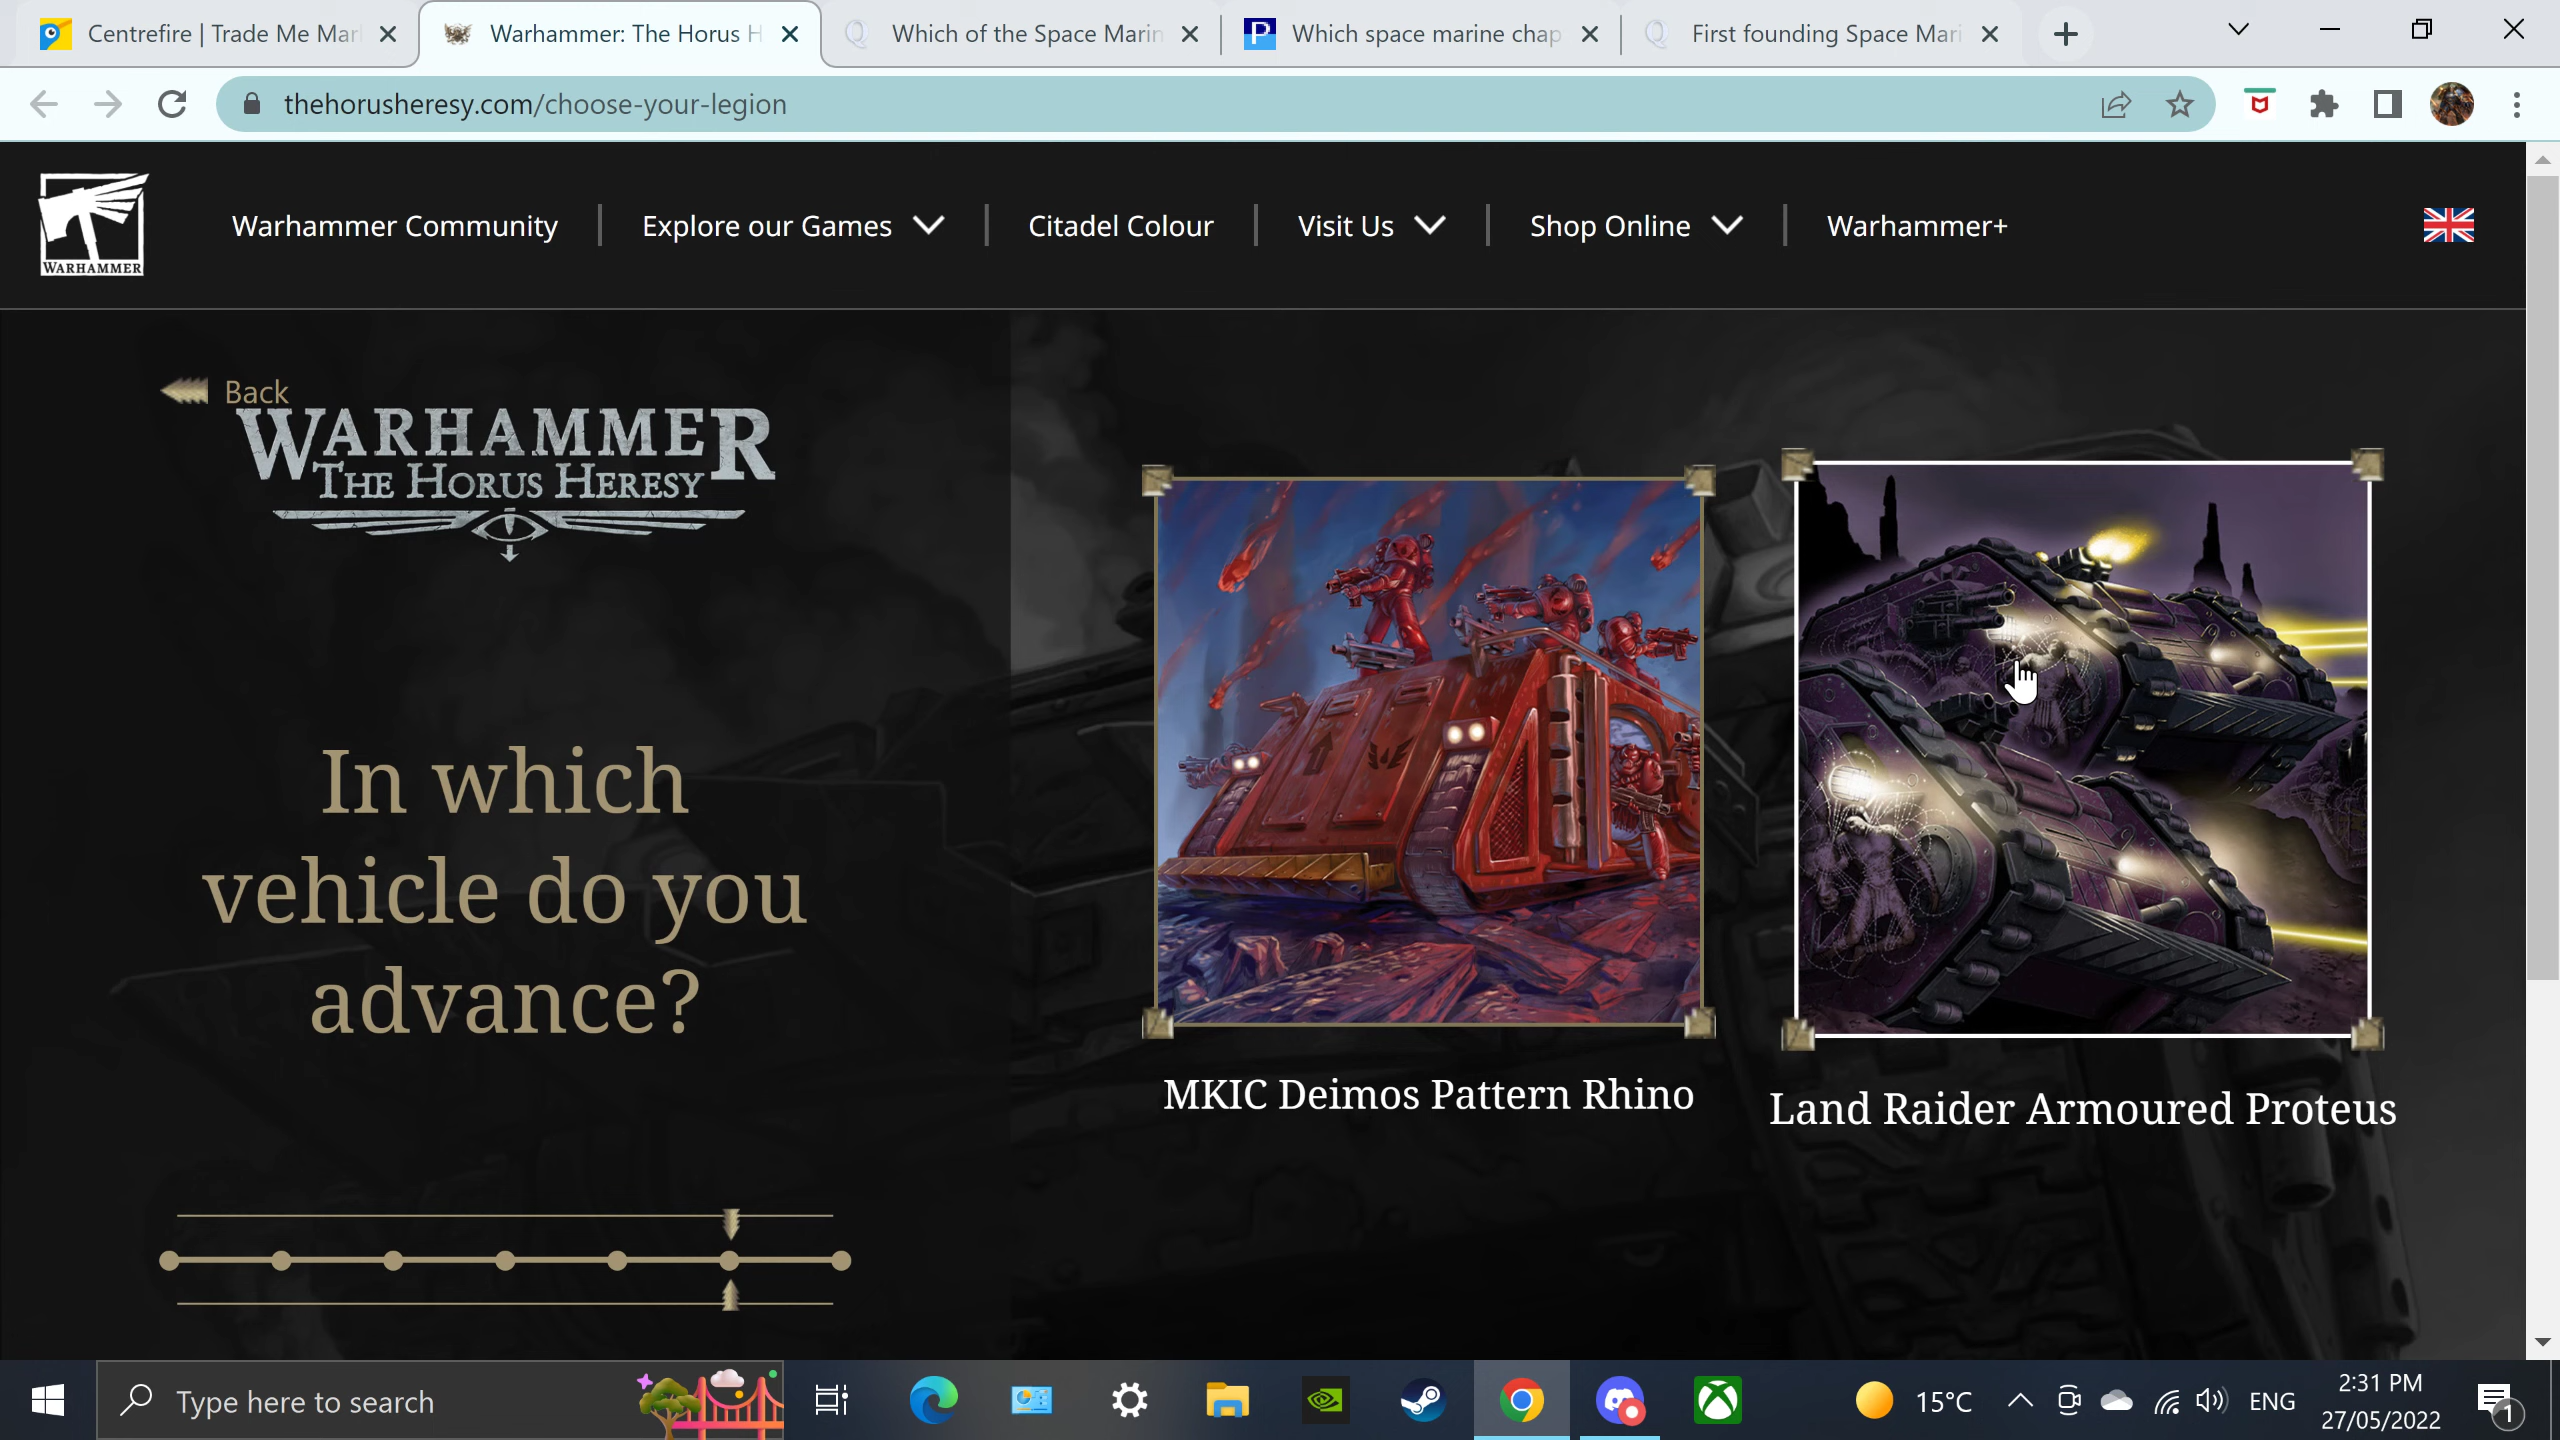 Centrefire | Trade Me Mar
Warhammer: The Horus H
Which of the Space Marin
Which space marine chap
First founding Space Mari
thehorusheresy.com/choose-your-legion
WARHAMMER
Warhammer Community
Explore our Games
Citadel Colour
Visit Us
Shop Online
Warhammer+
Back
WARHAMMER
THE HORUS HERESY
In which
vehicle do you
advance?
MKIC Deimos Pattern Rhino
Land Raider Armoured Proteus
Type here to search
15°C
ENG
2:31 PM
27/05/2022
1